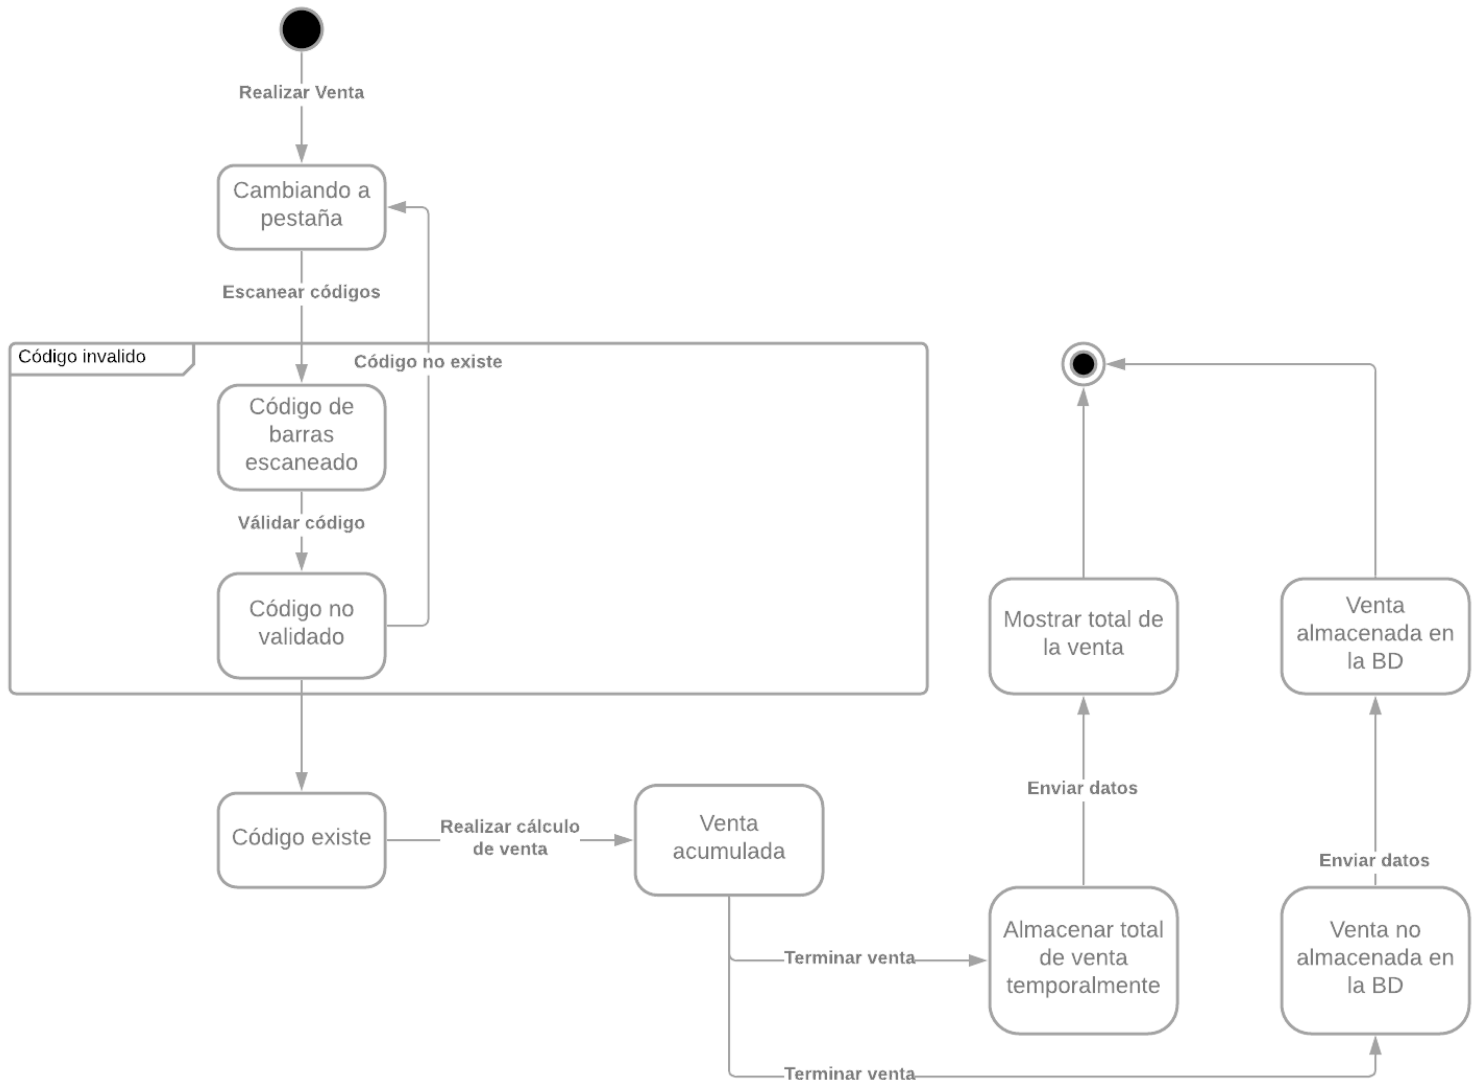 Realizar Venta
Cambiando a
pestaña
Escanear códigos
Código invalido
Código no existe
Código de
barras
escaneado
Válidar código
Código no
validado
Código existe
Realizar cálculo
de venta
Venta
acumulada
Terminar venta
Terminar venta
Almacenar total
de venta
temporalmente
Enviar datos
Mostrar total de
la venta
Venta no
almacenada en
la BD
Enviar datos
Venta
almacenada en
la BD